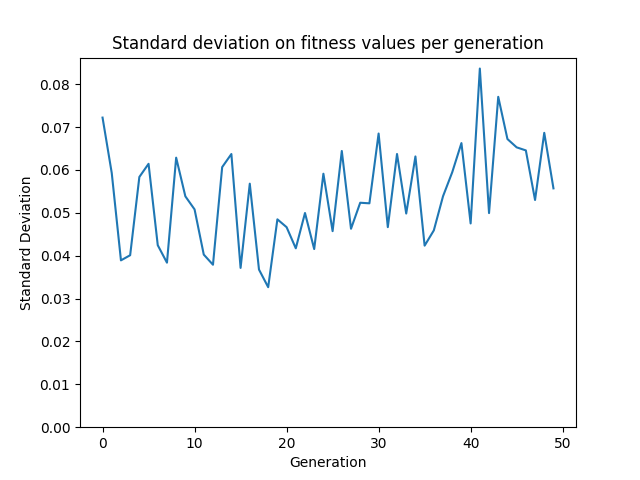 Standard deviation on fitness values per generation
0.08
0.07
0.06
0.05
0.04
0.03
0.02
0.01
0.00
Standard Deviation
0 10 20 30 40 50
Generation